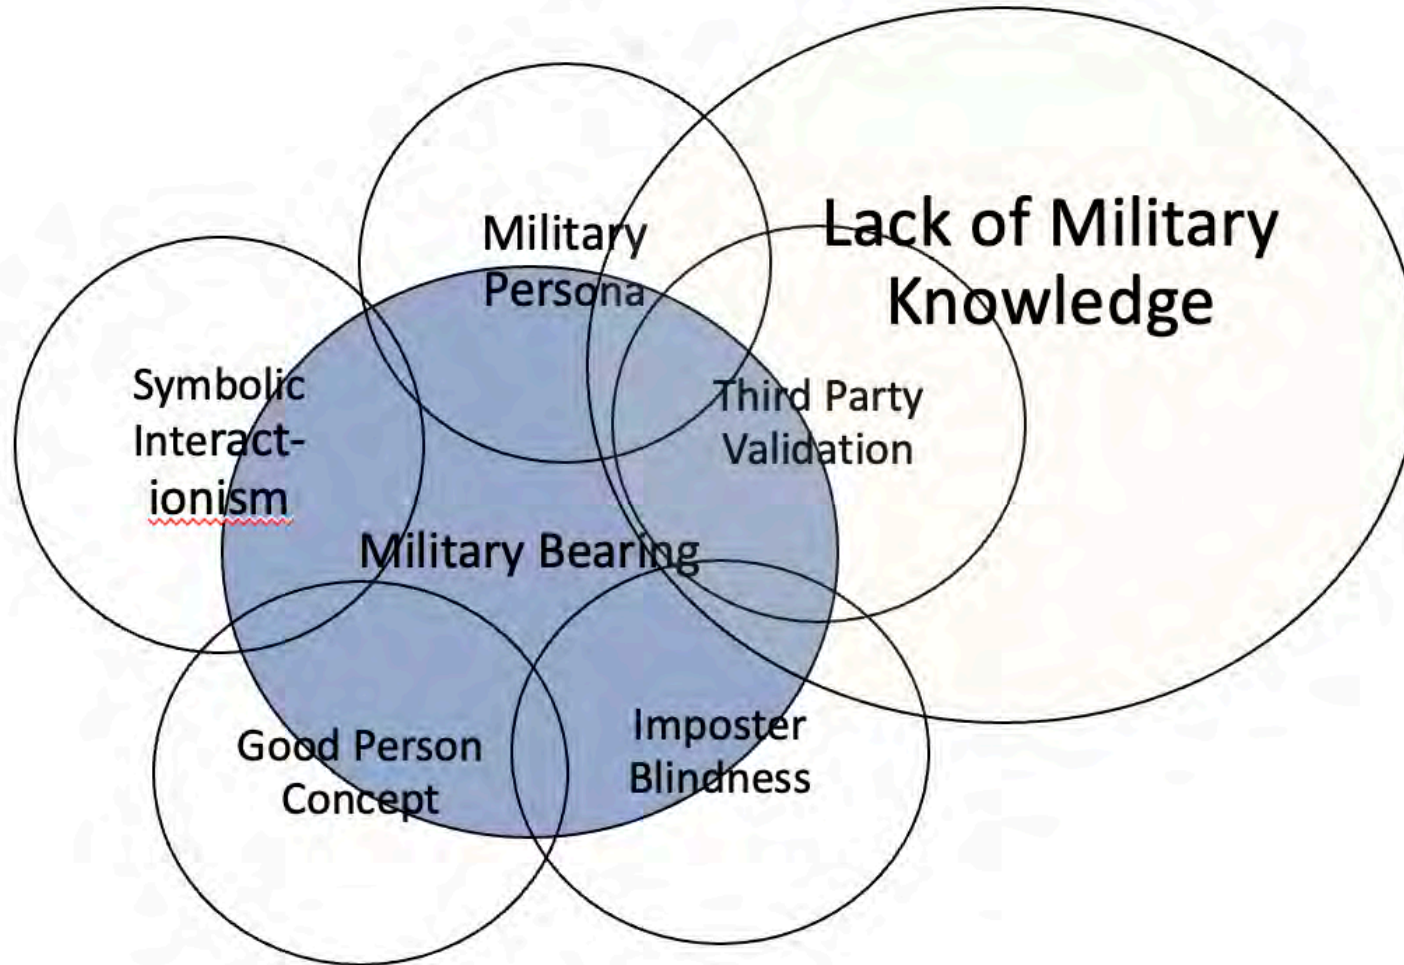 Military
Persona
Lack of Military
Knowledge
Symbolic
Interact-
ionism
Third Party
Validation
Military Bearing
Good Person
Concept
Imposter
Blindness